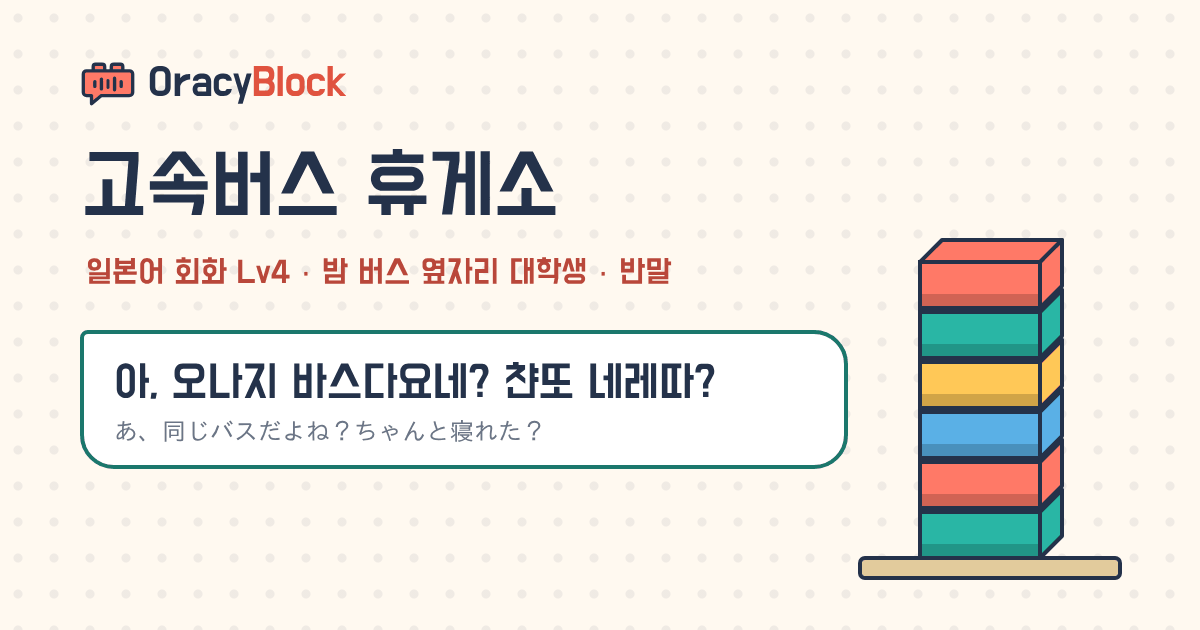 OracyBlock
고속버스 휴게소
일본어 회화 Lv4 · 밤 버스 옆자리 대학생 · 반말
아, 오나지 바스다요네? 챤또 네레따?
あ、同じバスだよね？ちゃんと寝れた？